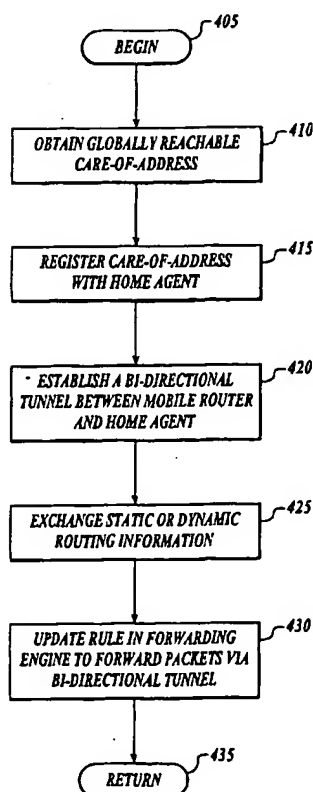 405
BEGIN
410
OBTAIN GLOBALLY REACHABLE
CARE-OF-ADDRESS
415
REGISTER CARE-OF-ADDRESS
WITH HOME AGENT
420
ESTABLISH A BI-DIRECTIONAL
TUNNEL BETWEEN MOBILE ROUTER
AND HOME AGENT
425
EXCHANGE STATIC OR DYNAMIC
ROUTING INFORMATION
430
UPDATE RULE IN FORWARDING
ENGINE TO FORWARD PACKETS VIA
BI-DIRECTIONAL TUNNEL
435
RETURN